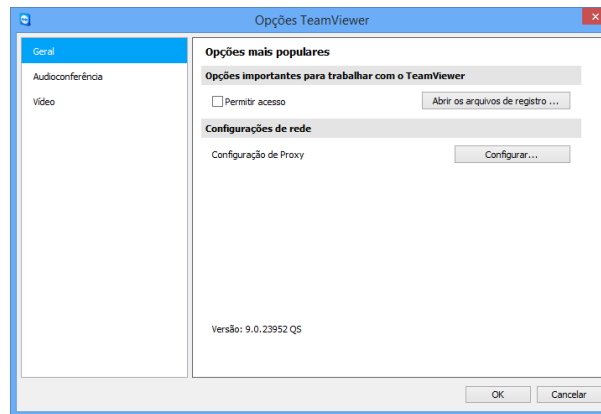 Opções TeamViewer
Geral
Audioconferência
Vídeo
Opções mais populares
Opções importantes para trabalhar com o TeamViewer
Permitir acesso
Abrir os arquivos de registro ...
Configurações de rede
Configuração de Proxy
Configurar...
Versão: 9.0.23952 QS
OK
Cancelar